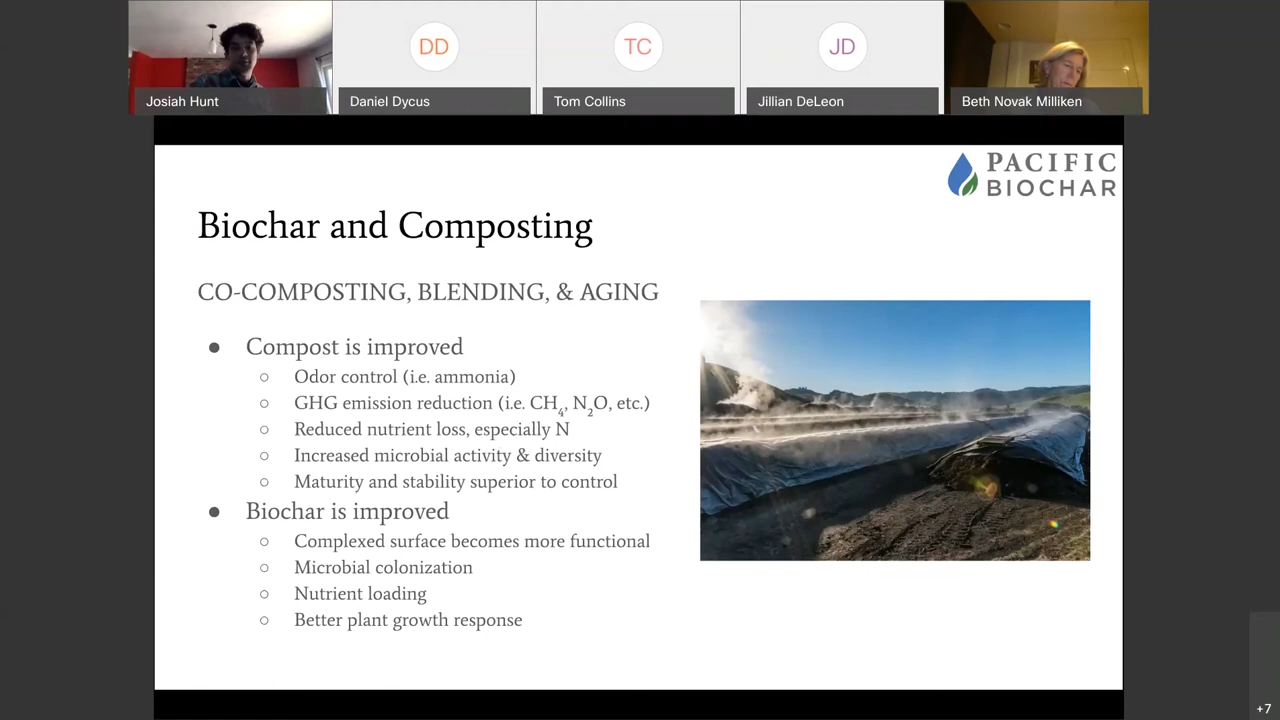 DD
TC
JD
Josiah Hunt
Daniel Dycus
Tom Collins
Jillian DeLeon
Beth Novak Milliken
PACIFIC
BIOCHAR
Biochar and Composting
CO-COMPOSTING, BLENDING, & AGING
● Compost is improved
○ Odor control (i.e. ammonia)
○ GHG emission reduction (i.e. CH₄, N₂O, etc.)
○ Reduced nutrient loss, especially N
○ Increased microbial activity & diversity
○ Maturity and stability superior to control
● Biochar is improved
○ Complexed surface becomes more functional
○ Microbial colonization
○ Nutrient loading
○ Better plant growth response
+7